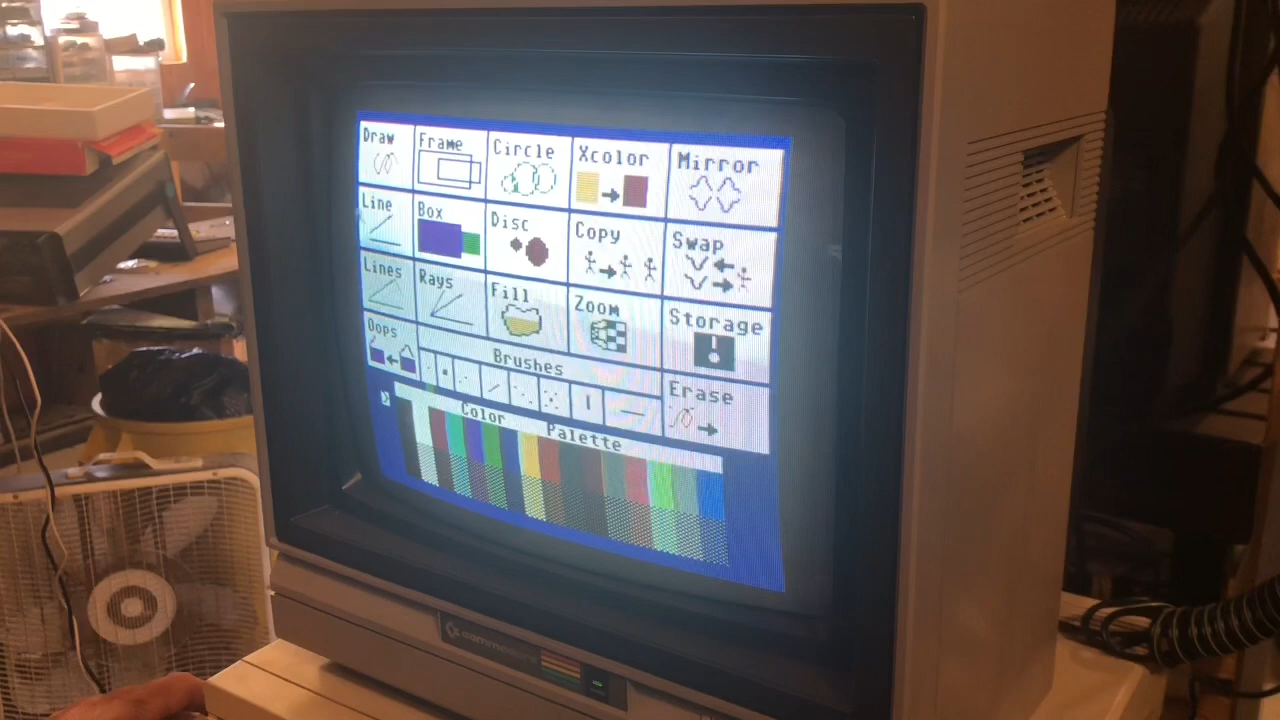 Draw Frame Circle Xcolor Mirror
Line Box Disc Copy Swap
Lines Rays Fill Zoom Storage
Oops Brushes Erase
Color Palette
commodore